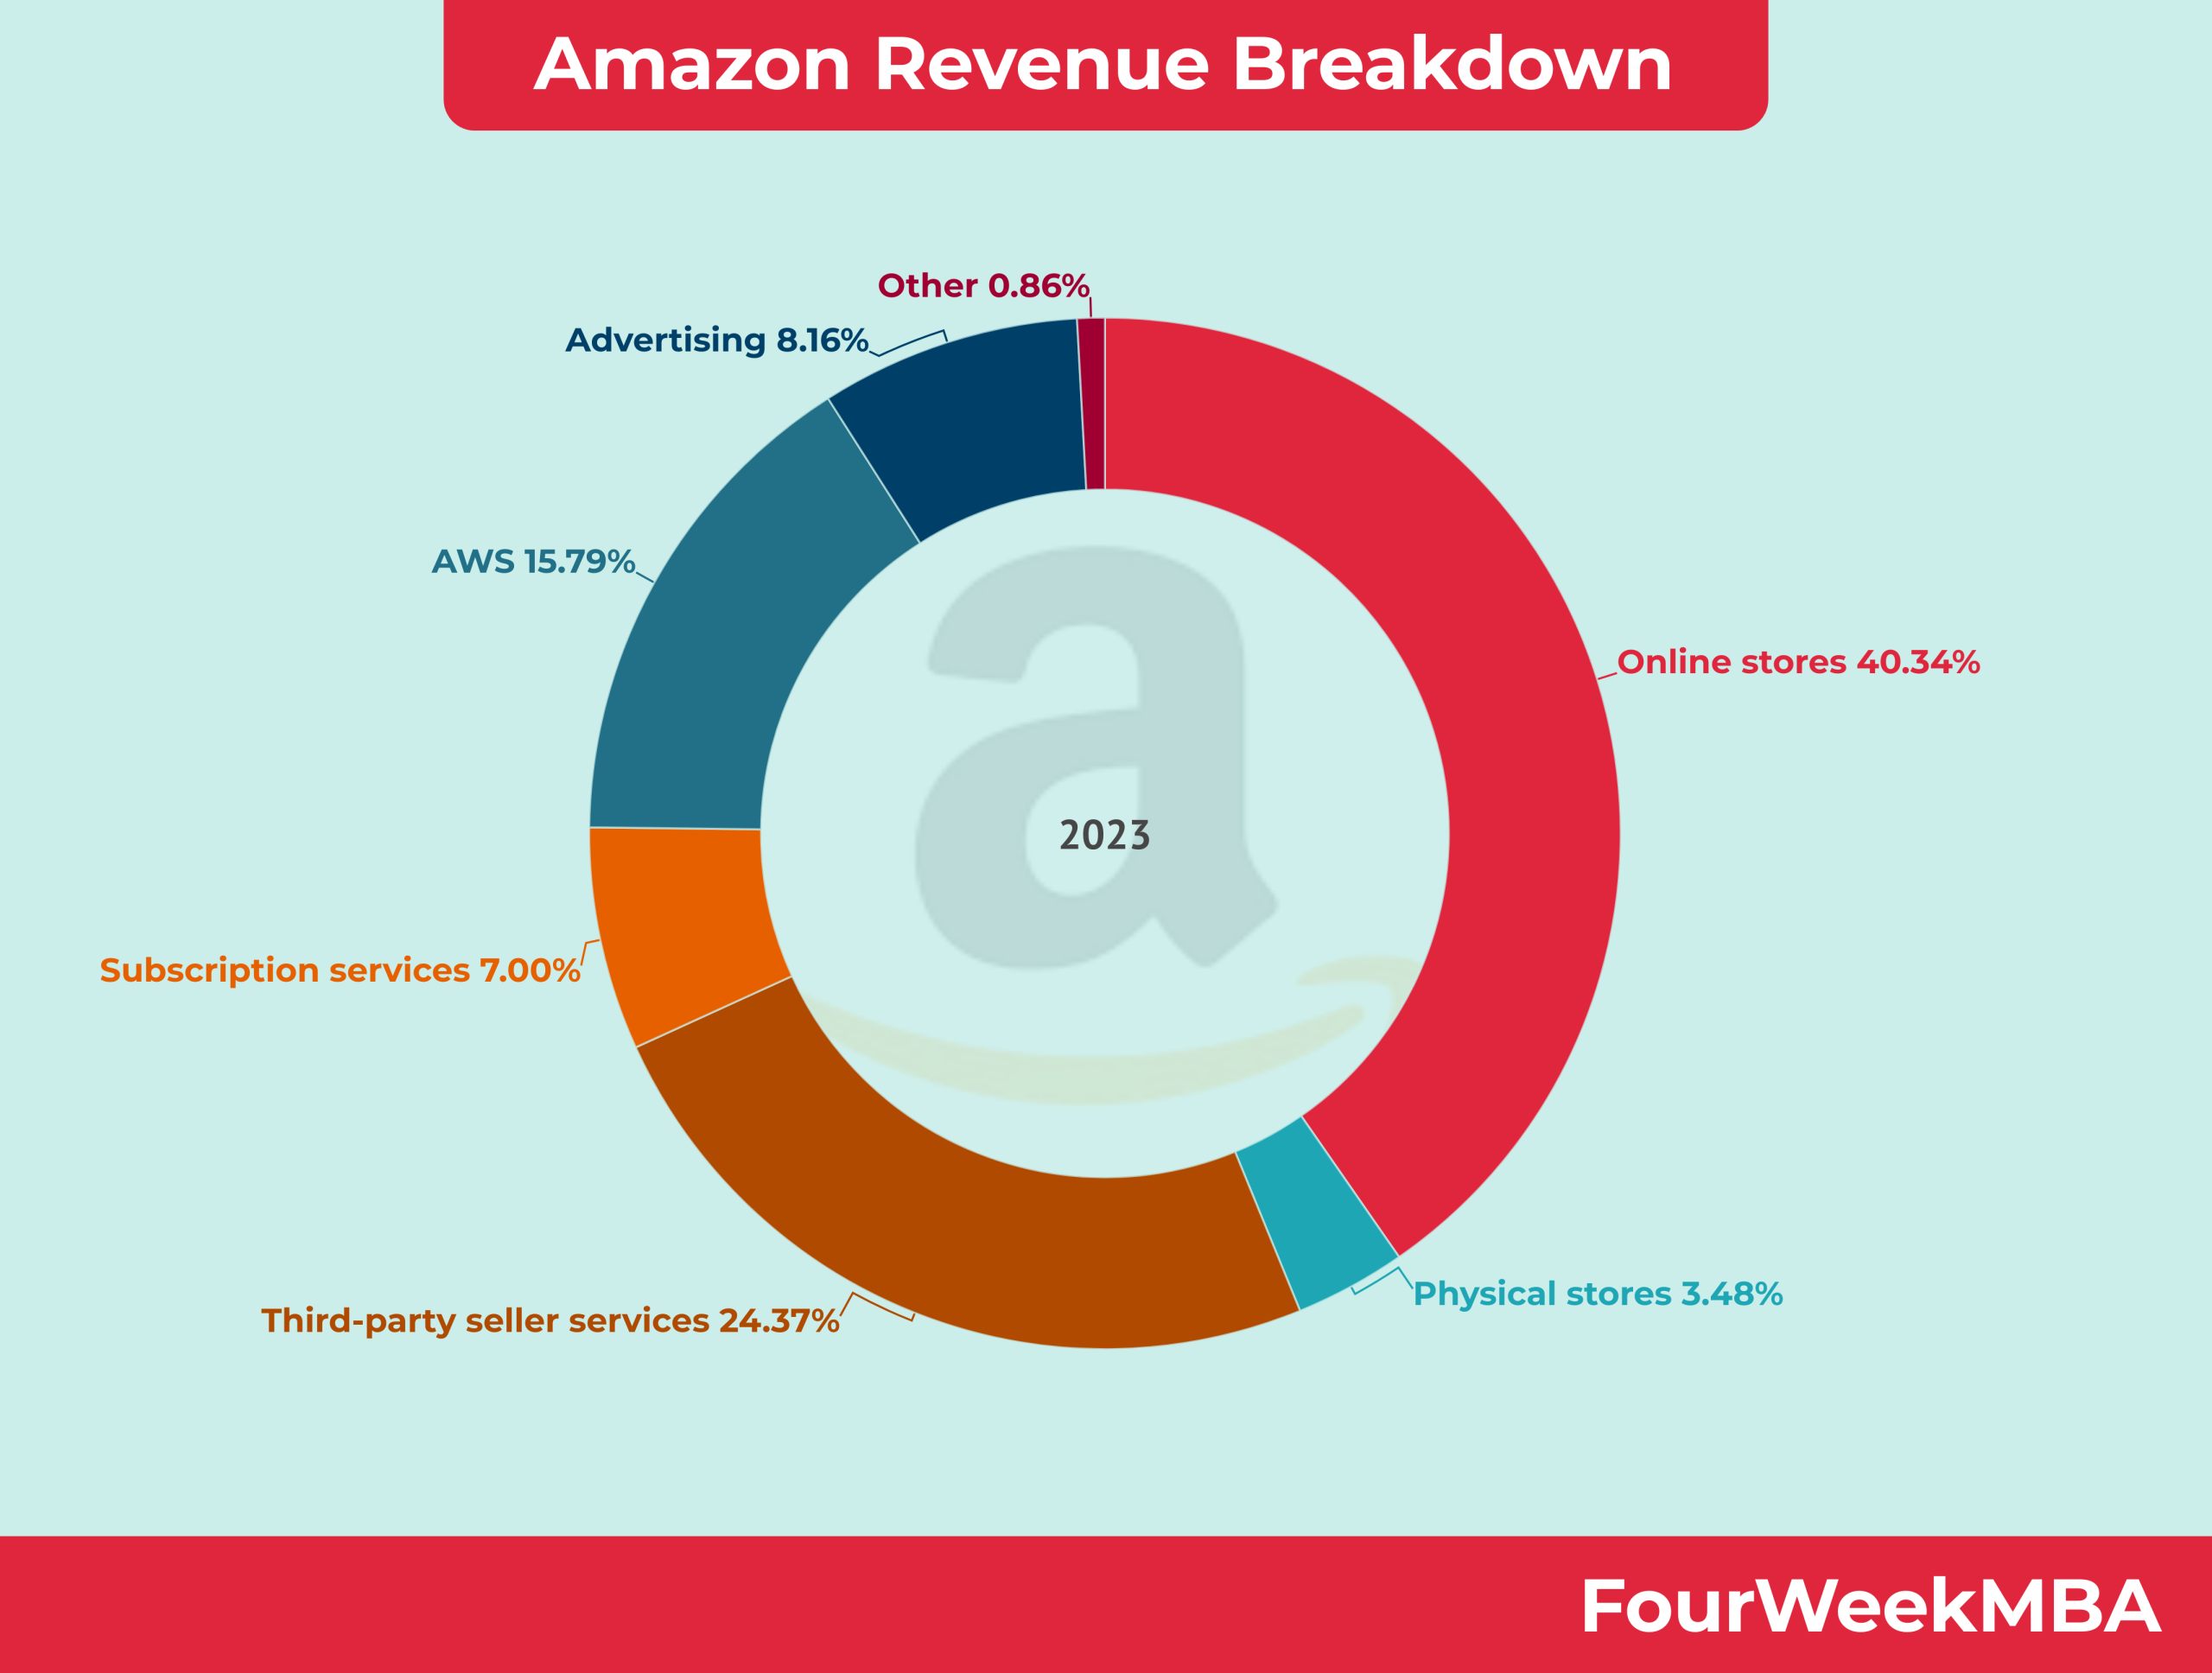 Amazon Revenue Breakdown
Other 0.86%
Advertising 8.16%
AWS 15.79%
Online stores 40.34%
2023
Subscription services 7.00%
Physical stores 3.48%
Third-party seller services 24.37%
FourWeekMBA